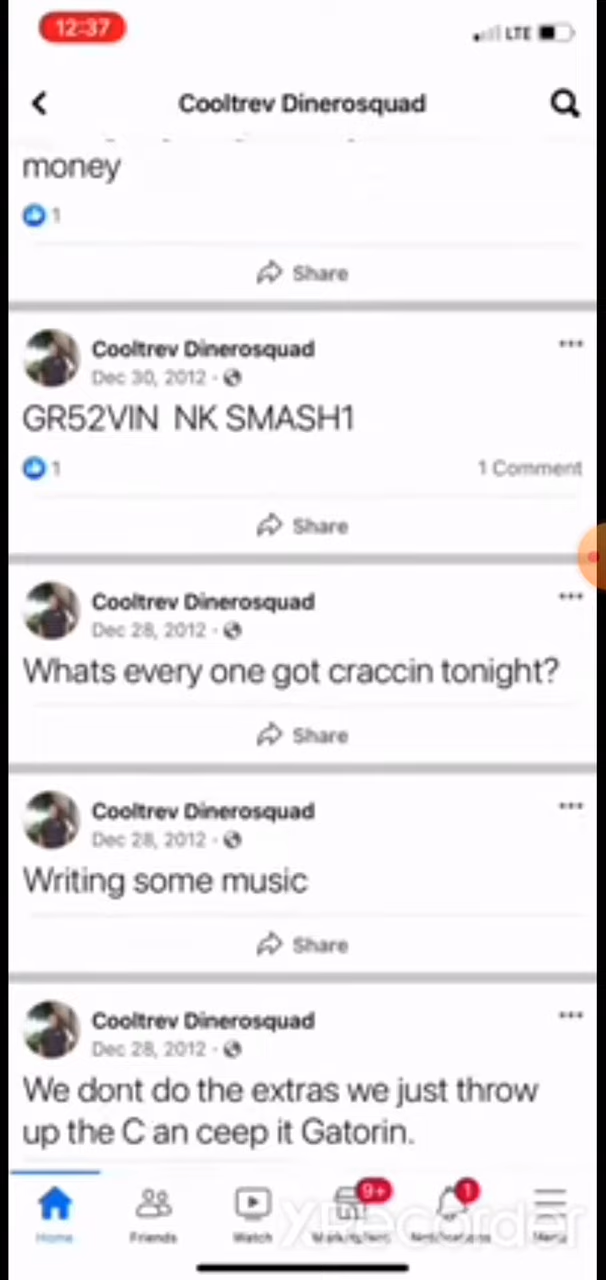 12:37
LTE
Cooltrev Dinerosquad
money
1
Share
Cooltrev Dinerosquad
Dec 30, 2012 ·
GR52VIN NK SMASH1
1
1 Comment
Share
Cooltrev Dinerosquad
Dec 28, 2012 ·
Whats every one got craccin tonight?
Share
Cooltrev Dinerosquad
Dec 28, 2012 ·
Writing some music
Share
Cooltrev Dinerosquad
Dec 28, 2012 ·
We dont do the extras we just throw
up the C an ceep it Gatorin.
9+
1
Home
Friends
Watch
Marketplace
Notifications
Menu
XRecorder